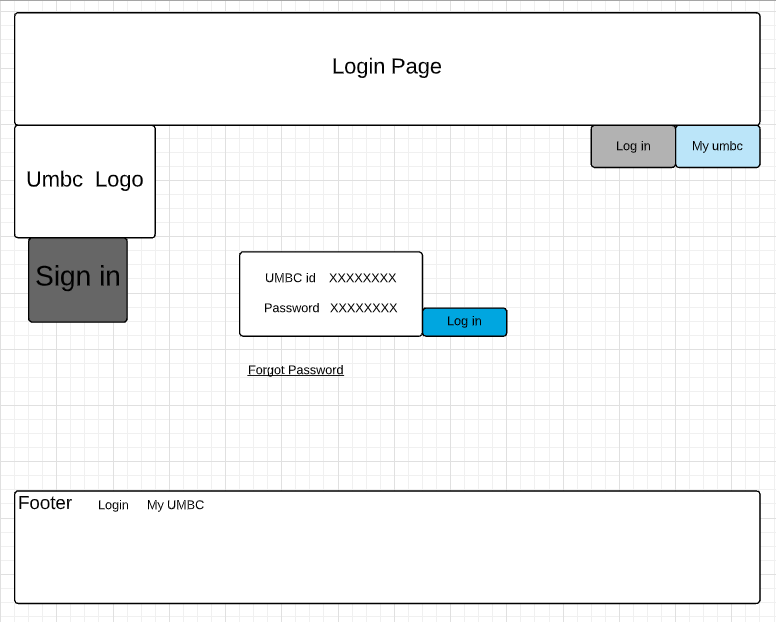 Login Page
Log in
My umbc
Umbc  Logo
Sign in
UMBC id    XXXXXXXX
Password   XXXXXXXX
Log in
Forgot Password
Footer
Login
My UMBC